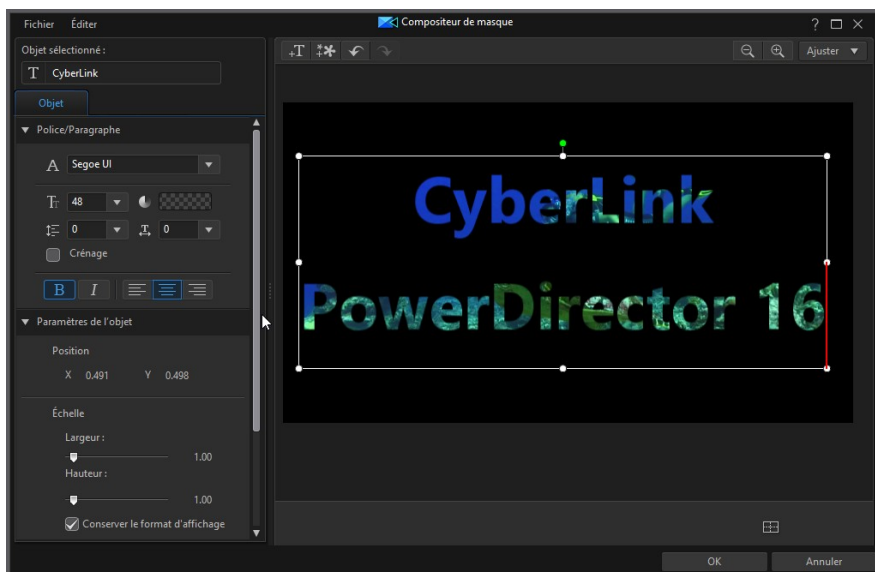 Fichier Éditer Compositeur de masque ?
Objet sélectionné :
T CyberLink
T Ajuster
Objet
Police/Paragraphe
A Segoe UI
48
0 0
Crénage
B I
Paramètres de l'objet
Position
X 0.491 Y 0.498
Échelle
Largeur :
1.00
Hauteur :
1.00
Conserver le format d'affichage
CyberLink
PowerDirector 16
OK Annuler